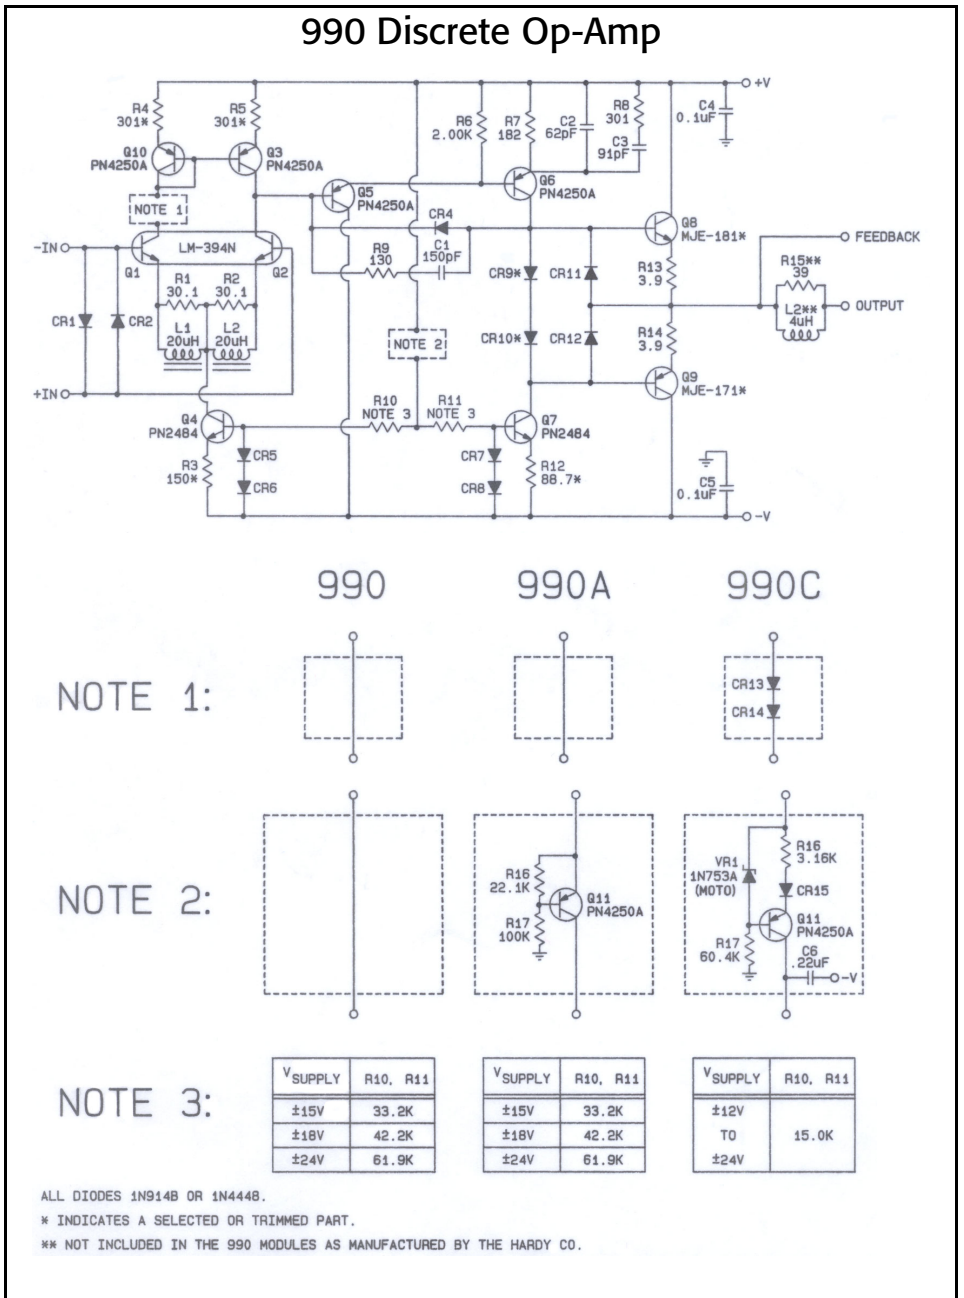 990 Discrete Op-Amp
+V
R4
301*
R5
301*
R6
2.00K
R7
182
C2
62pF
R8
301
C3
91pF
C4
0.1uF
Q10
PN4250A
Q3
PN4250A
Q5
PN4250A
Q6
PN4250A
NOTE 1
CR4
C1
150pF
R9
130
Q8
MJE-181*
FEEDBACK
-IN
LM-394N
Q1
Q2
R1
30.1
R2
30.1
CR9*
CR11
R13
3.9
R15**
39
OUTPUT
L2**
4uH
CR1
CR2
L1
20uH
L2
20uH
NOTE 2
CR10*
CR12
R14
3.9
+IN
R10
NOTE 3
R11
NOTE 3
Q9
MJE-171*
Q4
PN2484
Q7
PN2484
R3
150*
CR5
CR6
CR7
CR8
R12
88.7*
C5
0.1uF
-V
990 990A 990C
NOTE 1:
CR13
CR14
NOTE 2:
R16
22.1K
R17
100K
Q11
PN4250A
VR1
1N753A
(MOTO)
R16
3.16K
CR15
Q11
PN4250A
R17
60.4K
C6
.22uF
-V
NOTE 3:
VSUPPLY R10, R11
±15V 33.2K
±18V 42.2K
±24V 61.9K
VSUPPLY R10, R11
±15V 33.2K
±18V 42.2K
±24V 61.9K
VSUPPLY R10, R11
±12V
TO 15.0K
±24V
ALL DIODES 1N914B OR 1N4448.
* INDICATES A SELECTED OR TRIMMED PART.
** NOT INCLUDED IN THE 990 MODULES AS MANUFACTURED BY THE HARDY CO.